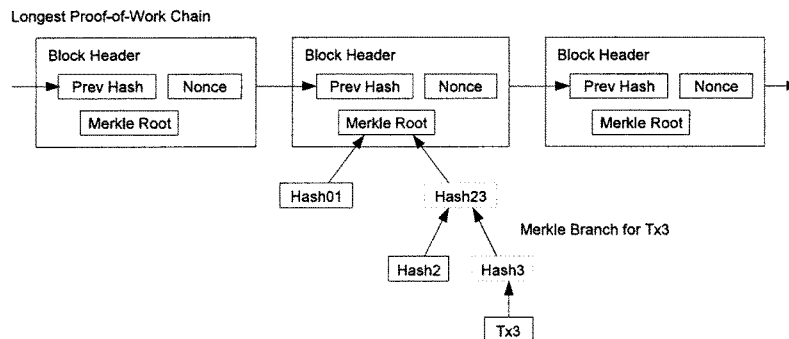 Longest Proof-of-Work Chain
Block Header Block Header Block Header
Prev Hash Nonce Prev Hash Nonce Prev Hash Nonce
Merkle Root Merkle Root Merkle Root
Hash01 Hash23
Merkle Branch for Tx3
Hash2 Hash3
Tx3